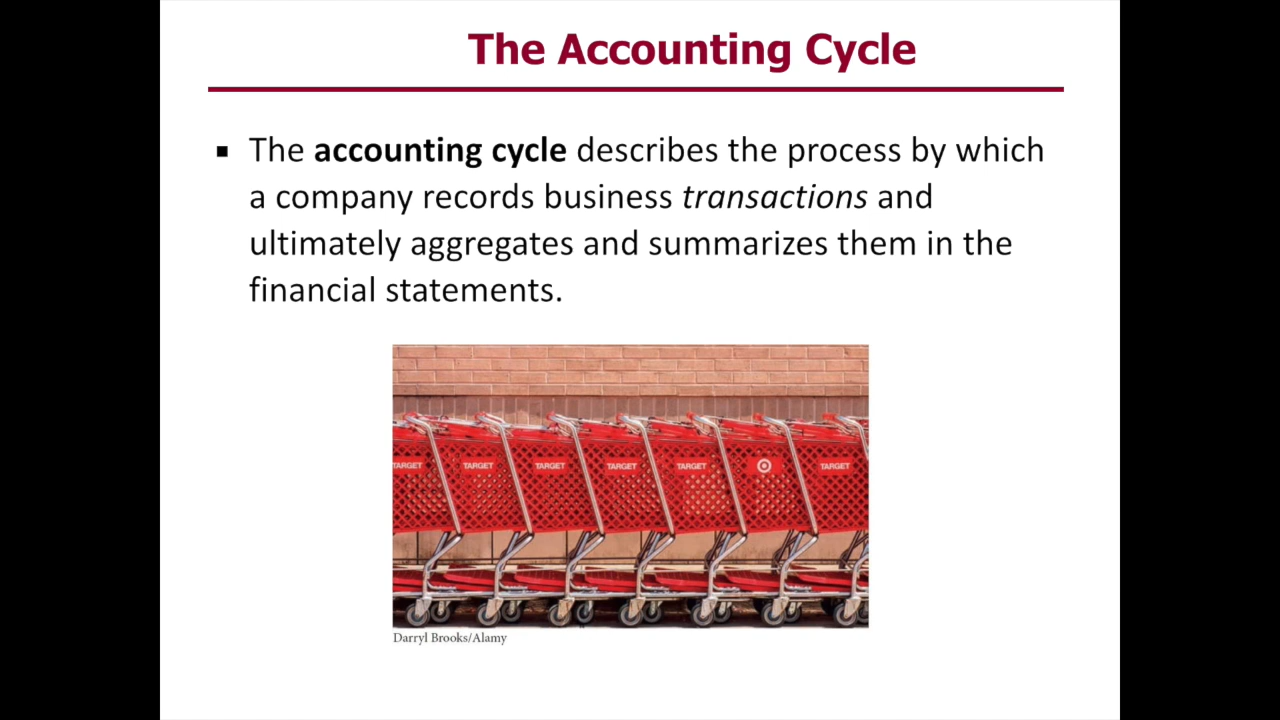 The Accounting Cycle
▪ The accounting cycle describes the process by which
a company records business transactions and
ultimately aggregates and summarizes them in the
financial statements.
TARGET TARGET TARGET TARGET TARGET TARGET
Darryl Brooks/Alamy